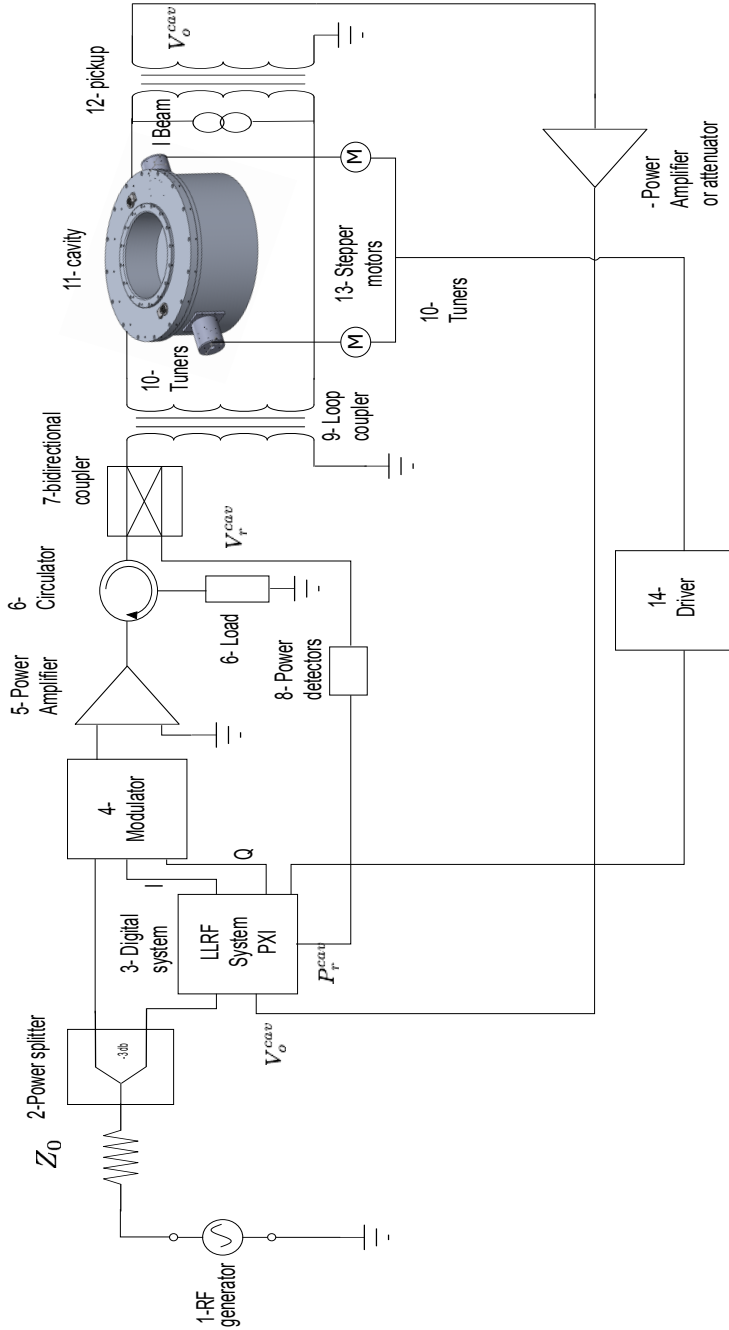 1-RF
generator
Z₀
2-Power splitter
-3db
3- Digital
system
LLRF
System
PXI
I
Q
4-
Modulator
5- Power
Amplifier
6-
Circulator
6- Load
7-bidirectional
coupler
V_r^{cav}
8- Power
detectors
P_r^{cav}
V_o^{cav}
9- Loop
coupler
10-
Tuners
11- cavity
I Beam
12- pickup
V_o^{cav}
M
M
13- Stepper
motors
10-
Tuners
- Power
Amplifier
or attenuator
14-
Driver